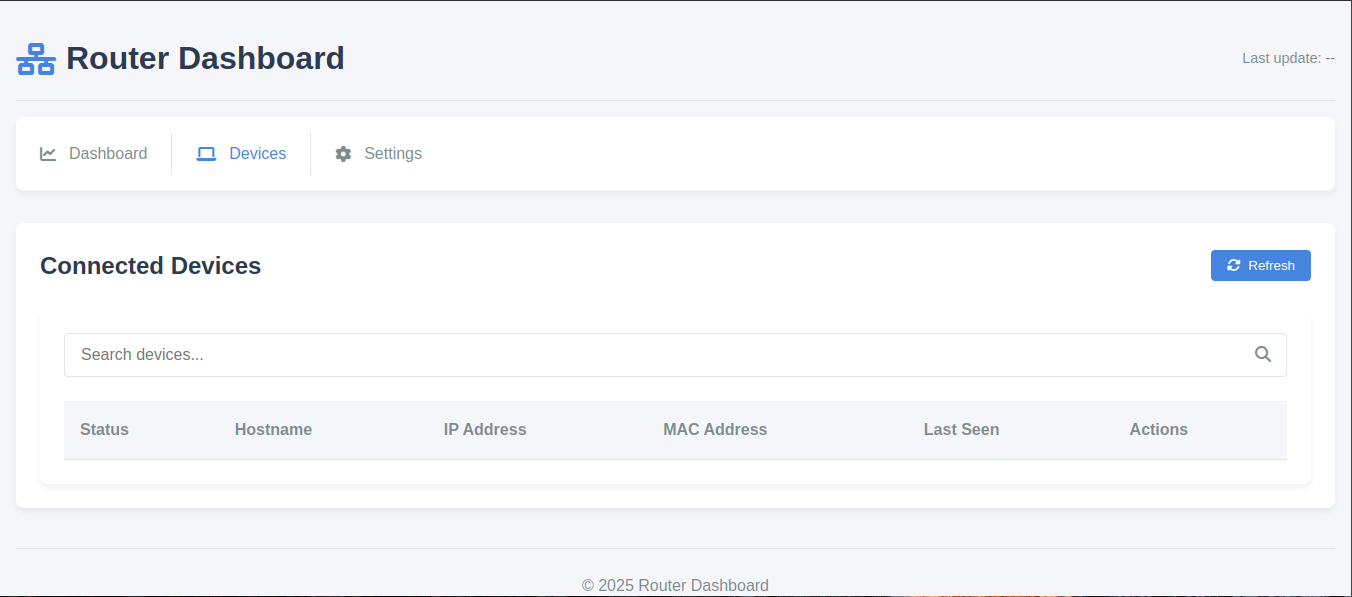 Router Dashboard
Last update: --
Dashboard Devices Settings
Connected Devices
Refresh
Search devices...
Status Hostname IP Address MAC Address Last Seen Actions
© 2025 Router Dashboard